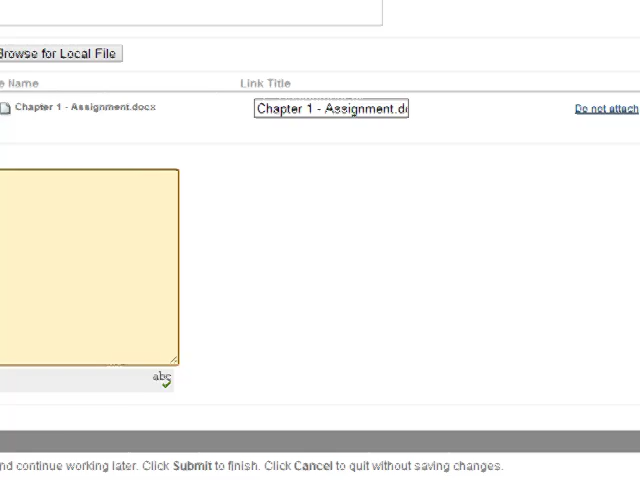 Browse for Local File
Name
Link Title
Chapter 1 - Assignment.docx
Chapter 1 - Assignment.do
Do not attach
abc
continue working later. Click Submit to finish. Click Cancel to quit without saving changes.